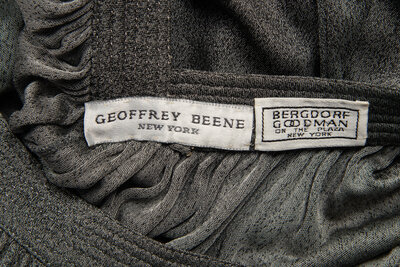 GEOFFREY BEENE
NEW YORK
BERGDORF
GOODMAN
ON THE PLAZA
NEW YORK